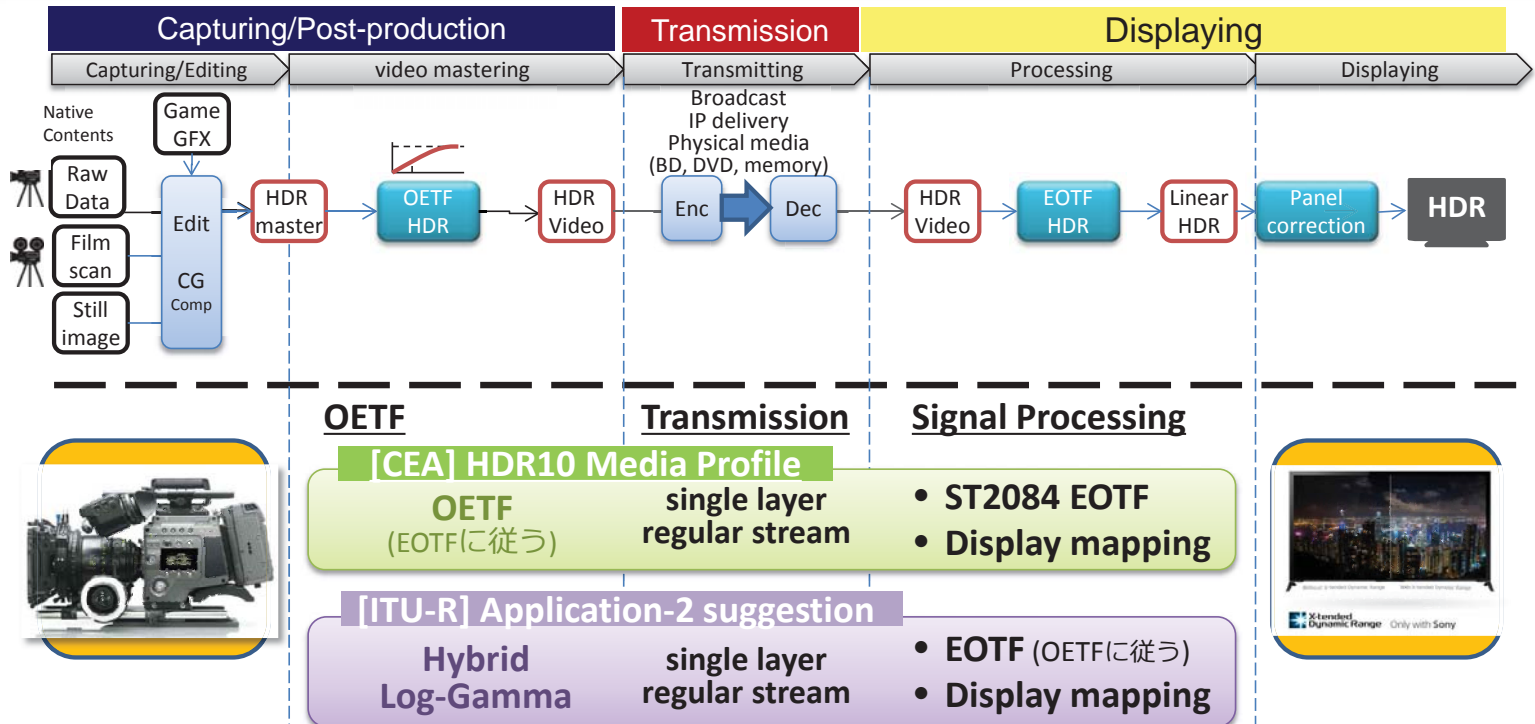 Capturing/Post-production
Transmission
Displaying
Capturing/Editing
video mastering
Transmitting
Processing
Displaying
Native
Contents
Game
GFX
Raw
Data
Film
scan
Still
image
Edit
CG
Comp
HDR
master
OETF
HDR
HDR
Video
Broadcast
IP delivery
Physical media
(BD, DVD, memory)
Enc
Dec
HDR
Video
EOTF
HDR
Linear
HDR
Panel
correction
HDR
OETF
Transmission
Signal Processing
[CEA] HDR10 Media Profile
OETF
(EOTFに従う)
single layer
regular stream
• ST2084 EOTF
• Display mapping
[ITU-R] Application-2 suggestion
Hybrid
Log-Gamma
single layer
regular stream
• EOTF (OETFに従う)
• Display mapping
X-tended
Dynamic Range Only with Sony